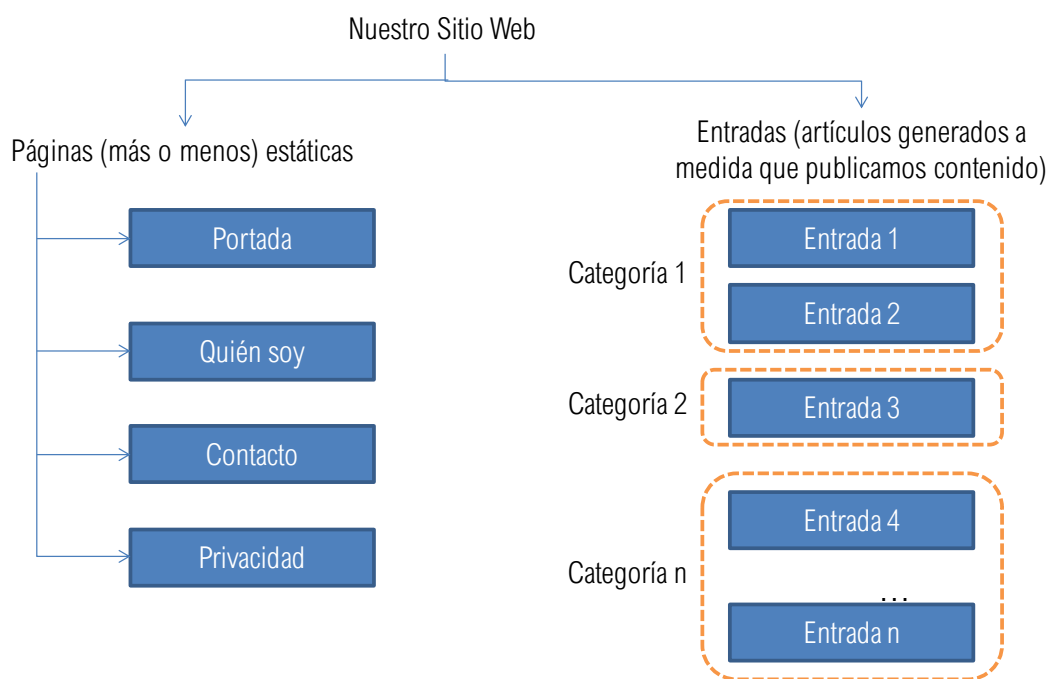 Nuestro Sitio Web
Páginas (más o menos) estáticas
Portada
Quién soy
Contacto
Privacidad
Entradas (artículos generados a
medida que publicamos contenido)
Categoría 1
Entrada 1
Entrada 2
Categoría 2
Entrada 3
Categoría n
Entrada 4
...
Entrada n